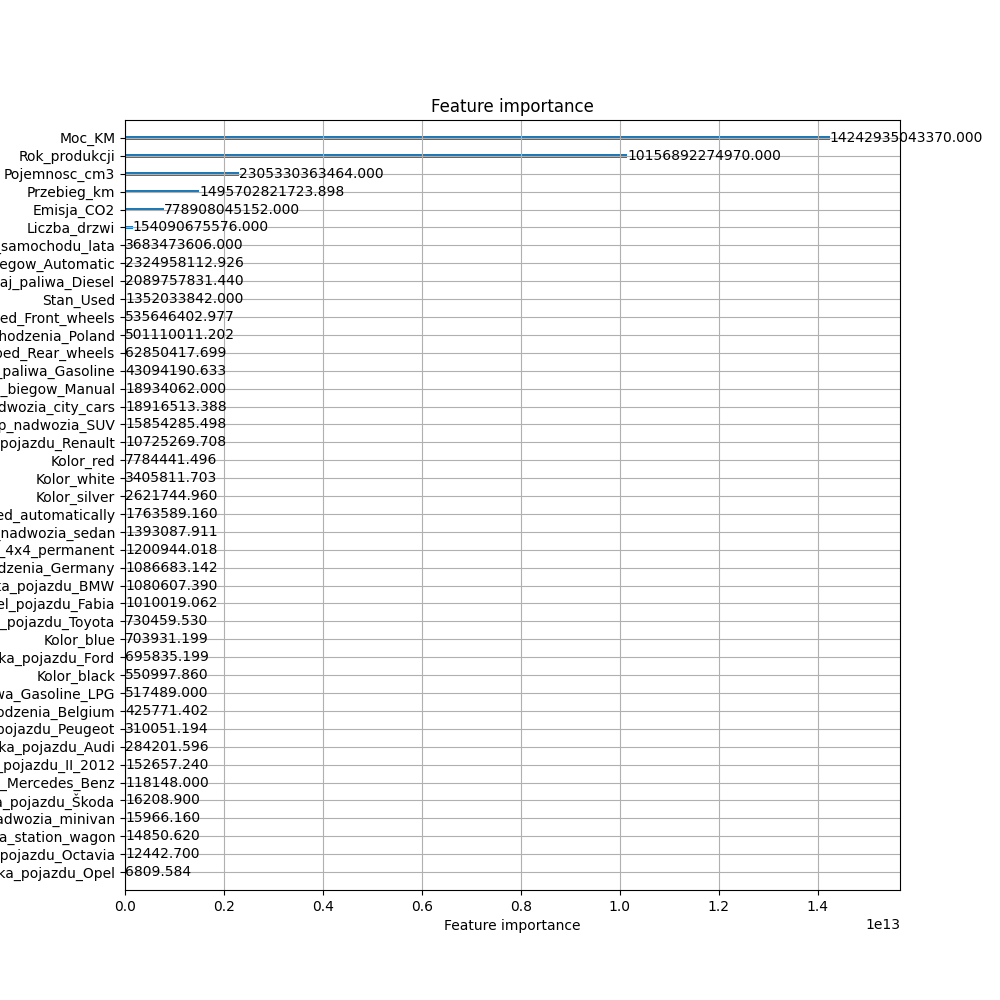 Feature importance
Moc_KM 14242935043370.000
Rok_produkcji 10156892274970.000
Pojemnosc_cm3 2305330363464.000
Przebieg_km 1495702821723.898
Emisja_CO2 778908045152.000
Liczba_drzwi 154090675576.000
_samochodu_lata 3683473606.000
egow_Automatic 2324958112.926
aj_paliwa_Diesel 2089757831.440
Stan_Used 1352033842.000
ed_Front_wheels 535646402.977
hodzenia_Poland 501110011.202
ped_Rear_wheels 62850417.699
_paliwa_Gasoline 43094190.633
_biegow_Manual 18934062.000
dwozia_city_cars 18916513.388
p_nadwozia_SUV 15854285.498
pojazdu_Renault 10725269.708
Kolor_red 7784441.496
Kolor_white 3405811.703
Kolor_silver 2621744.960
ed_automatically 1763589.160
_nadwozia_sedan 1393087.911
_4x4_permanent 1200944.018
dzenia_Germany 1086683.142
ka_pojazdu_BMW 1080607.390
el_pojazdu_Fabia 1010019.062
_pojazdu_Toyota 730459.530
Kolor_blue 703931.199
ka_pojazdu_Ford 695835.199
Kolor_black 550997.860
wa_Gasoline_LPG 517489.000
odzenia_Belgium 425771.402
pojazdu_Peugeot 310051.194
ka_pojazdu_Audi 284201.596
_pojazdu_II_2012 152657.240
_Mercedes_Benz 118148.000
a_pojazdu_Škoda 16208.900
adwozia_minivan 15966.160
a_station_wagon 14850.620
pojazdu_Octavia 12442.700
ka_pojazdu_Opel 6809.584
0.0 0.2 0.4 0.6 0.8 1.0 1.2 1.4
1e13
Feature importance